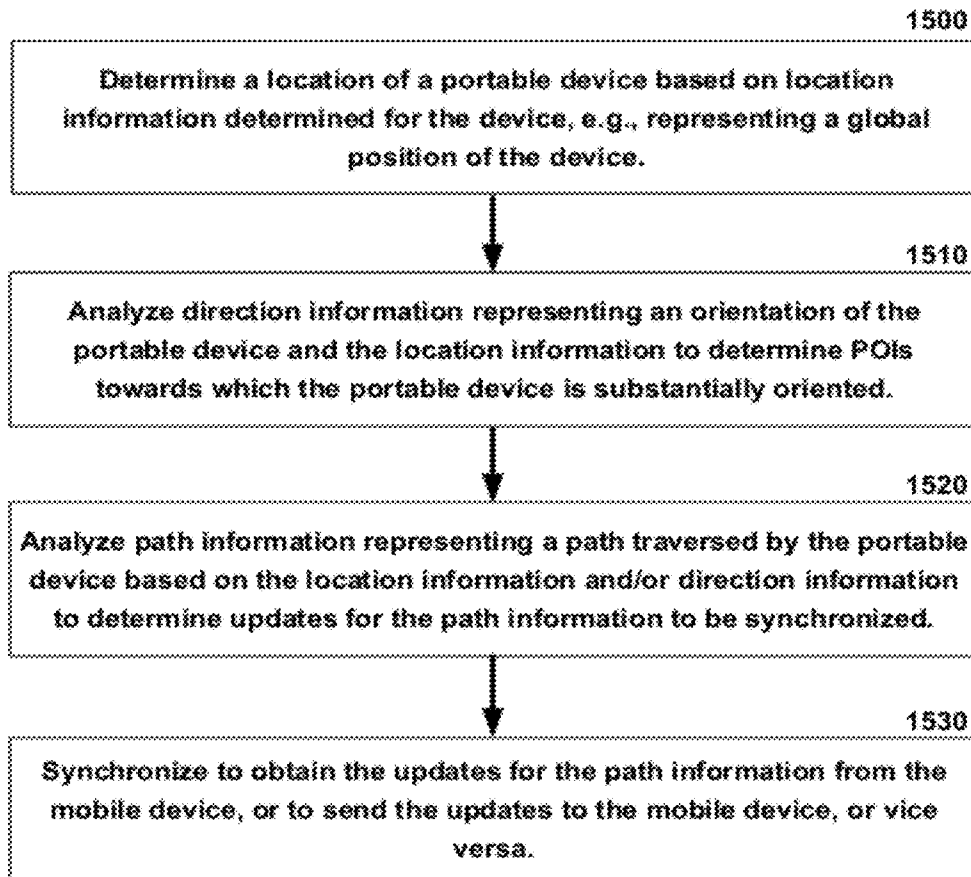 1500
Determine a location of a portable device based on location
information determined for the device, e.g., representing a global
position of the device.
1510
Analyze direction information representing an orientation of the
portable device and the location information to determine POIs
towards which the portable device is substantially oriented.
1520
Analyze path information representing a path traversed by the portable
device based on the location information and/or direction information
to determine updates for the path information to be synchronized.
1530
Synchronize to obtain the updates for the path information from the
mobile device, or to send the updates to the mobile device, or vice
versa.